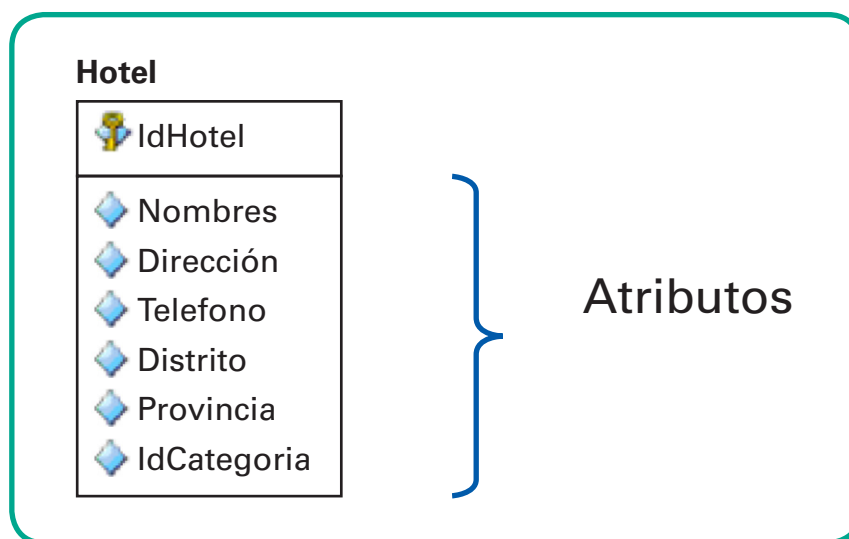 Hotel
IdHotel
Nombres
Dirección
Telefono
Distrito
Provincia
IdCategoria
Atributos